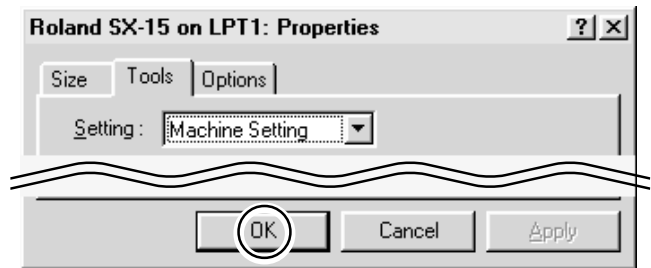 Roland SX-15 on LPT1: Properties ? ×
Size Tools Options
Setting : Machine Setting
OK Cancel Apply